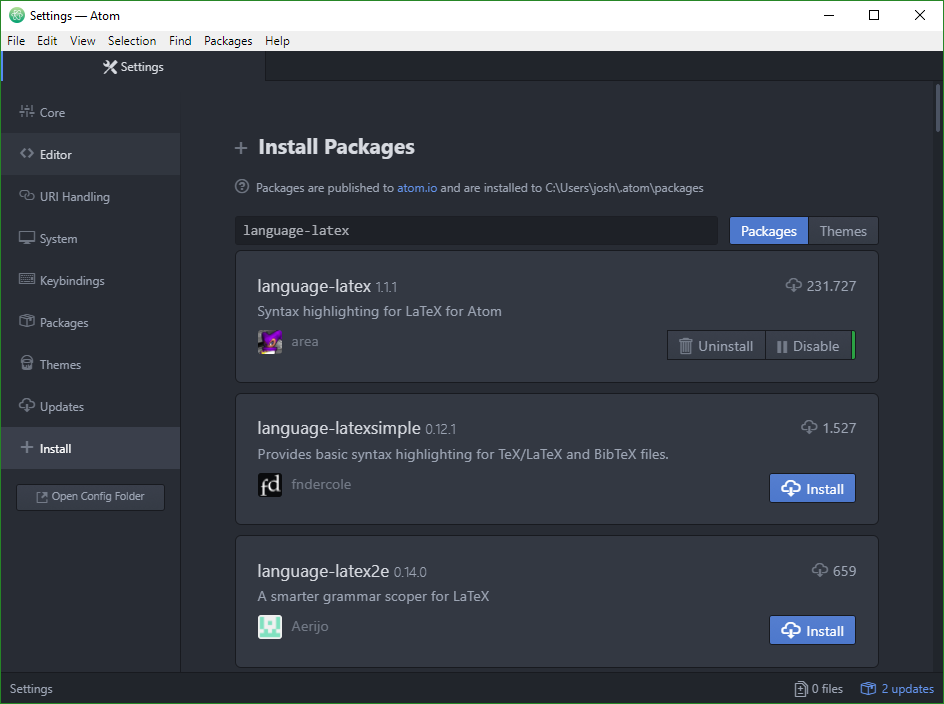 Settings — Atom
File Edit View Selection Find Packages Help
Settings
Core
Editor
URI Handling
System
Keybindings
Packages
Themes
Updates
Install
Open Config Folder
Install Packages
Packages are published to atom.io and are installed to C:\Users\josh\.atom\packages
language-latex
Packages Themes
language-latex 1.1.1 231.727
Syntax highlighting for LaTeX for Atom
area
Uninstall Disable
language-latexsimple 0.12.1 1.527
Provides basic syntax highlighting for TeX/LaTeX and BibTeX files.
fd fndercole
Install
language-latex2e 0.14.0 659
A smarter grammar scoper for LaTeX
Aerijo
Install
Settings 0 files 2 updates